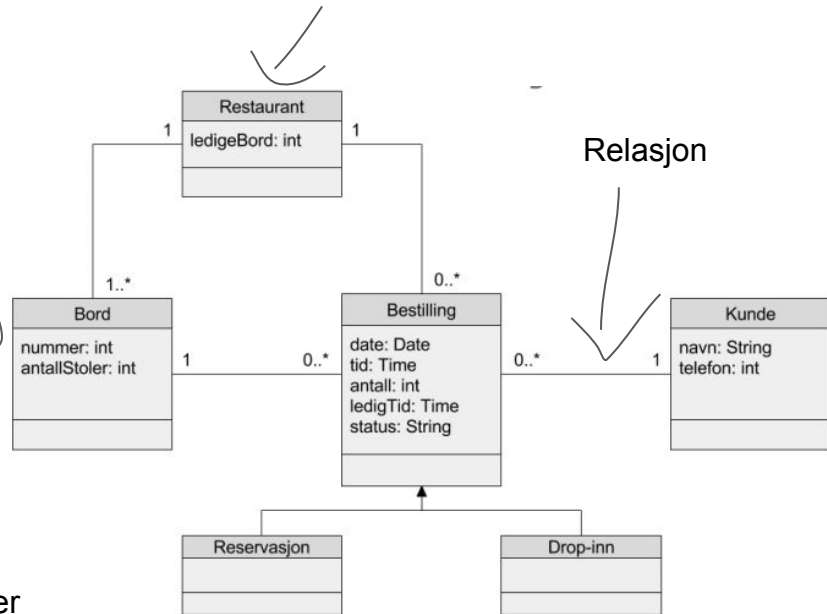 Restaurant
1
ledigeBord: int
1
Relasjon
1..*
0..*
Bord
nummer: int
antallStoler: int
1
0..*
Bestilling
date: Date
tid: Time
antall: int
ledigTid: Time
status: String
0..*
1
Kunde
navn: String
telefon: int
Reservasjon
Drop-inn
er